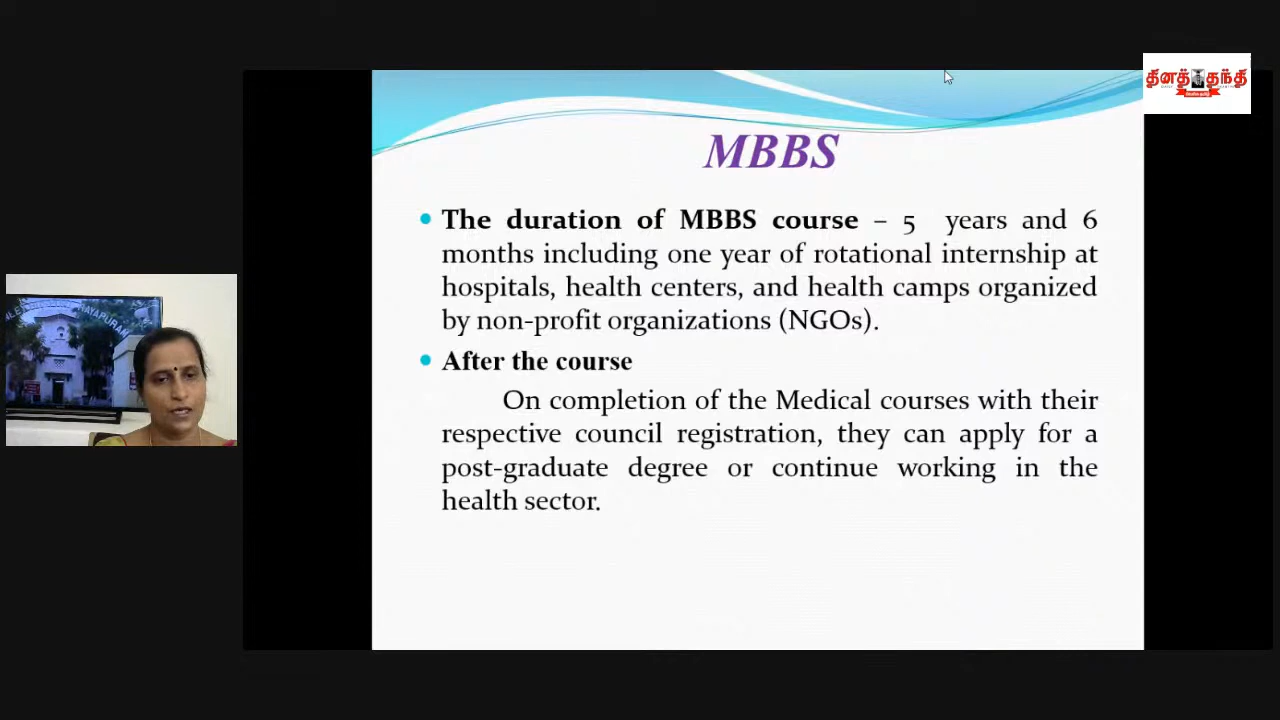 தினத்தந்தி
MBBS
The duration of MBBS course – 5 years and 6
months including one year of rotational internship at
hospitals, health centers, and health camps organized
by non-profit organizations (NGOs).
After the course
On completion of the Medical courses with their
respective council registration, they can apply for a
post-graduate degree or continue working in the
health sector.